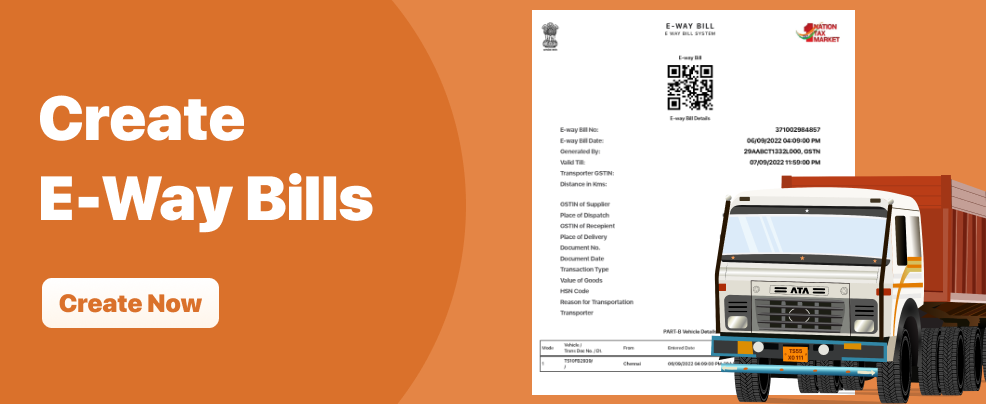 Create
E-Way Bills
Create Now
E-WAY BILL
E WAY BILL SYSTEM
NATION
TAX
MARKET
E-way Bill
E-way Bill Details
E-way Bill No: 371002984857
E-way Bill Date: 06/09/2022 04:09:00 PM
Generated By: 29AABCT1332L000, GSTN
Valid Till: 07/09/2022 11:59:00 PM
Transporter GSTIN:
Distance in Kms:
GSTIN of Supplier
Place of Dispatch
GSTIN of Recepient
Place of Delivery
Document No.
Document Date
Transaction Type
Value of Goods
HSN Code
Reason for Transportation
Transporter
PART-B Vehicle Details
Mode Vehicle / From Entered Date
Trans Doc No. / Dt.
1 Chennai 06/09/2022 04:09:00 PM
/
ATA
TS55
X0 111